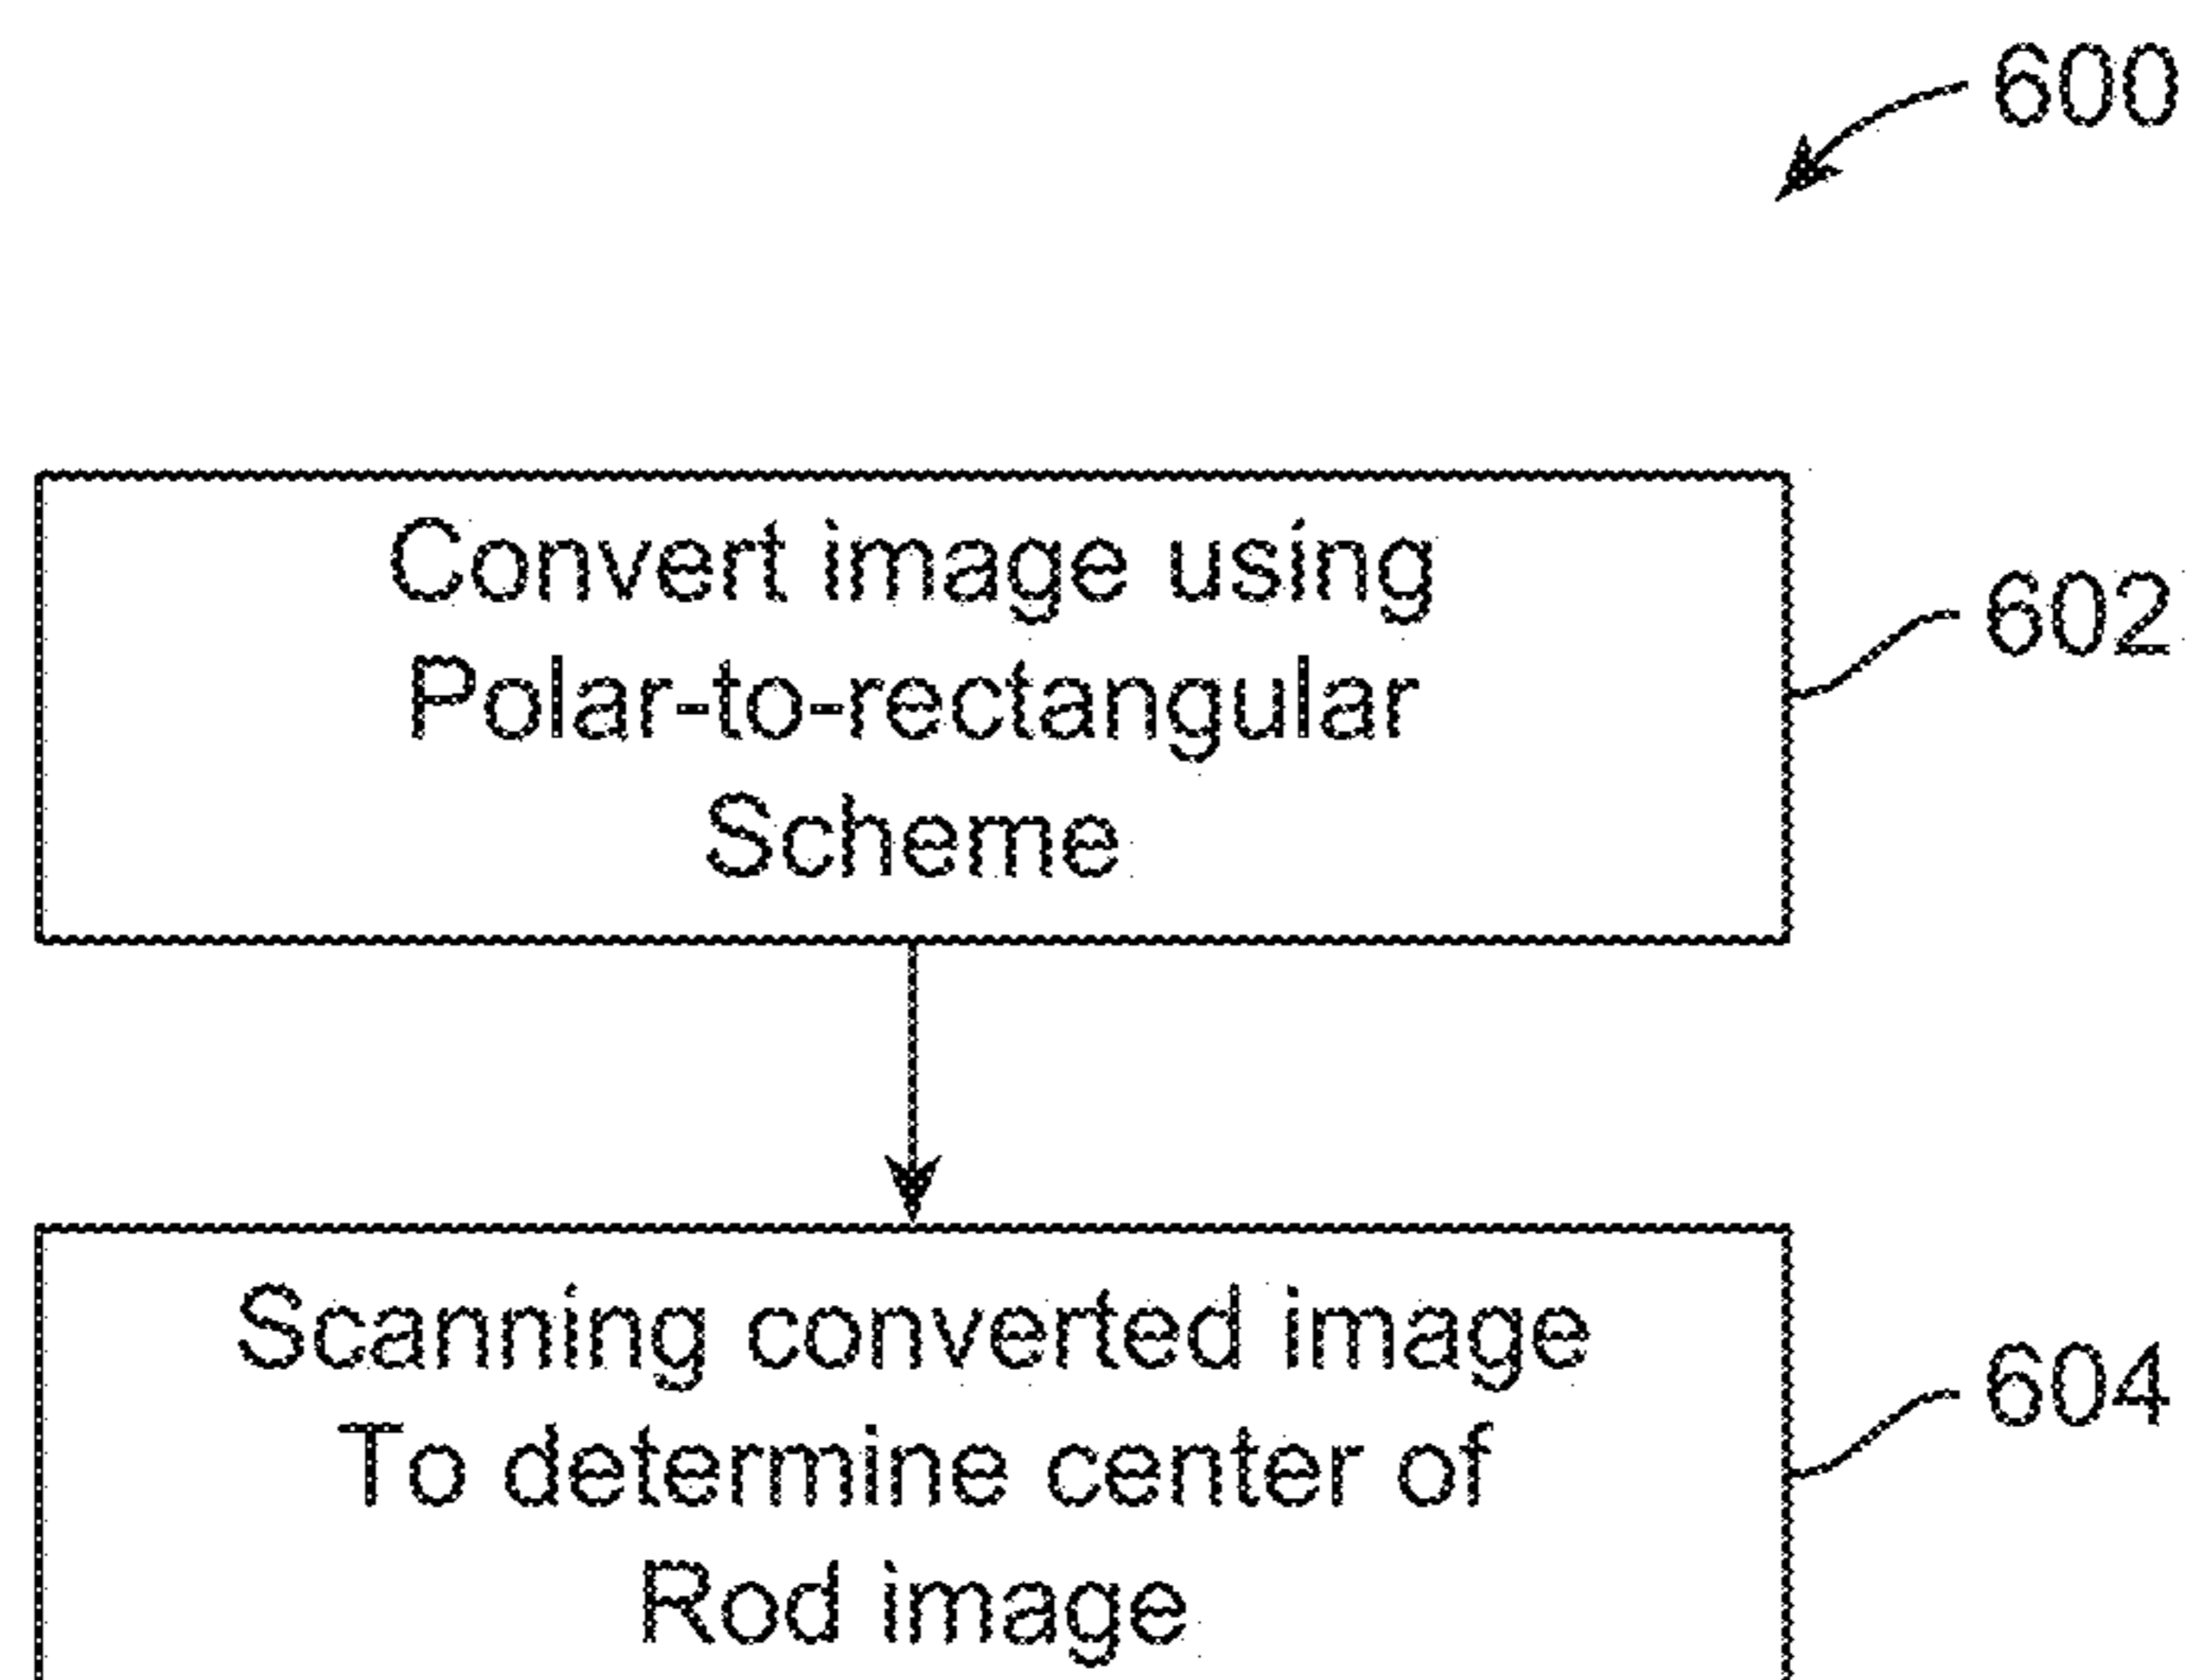 600
Convert image using
Polar-to-rectangular
Scheme
602
Scanning converted image
To determine center of
Rod image
604